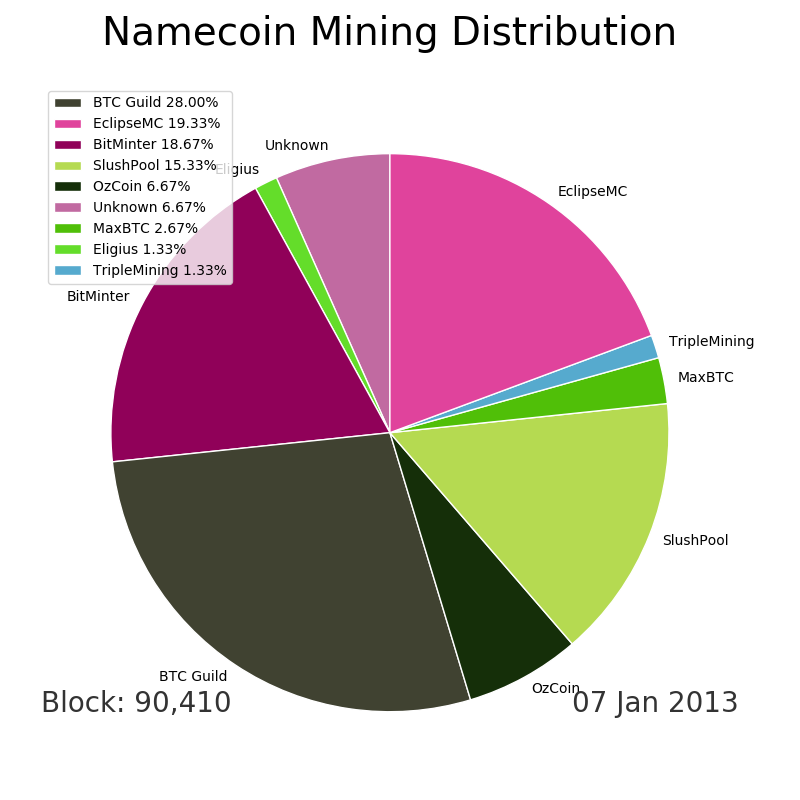 Namecoin Mining Distribution
BTC Guild 28.00%
EclipseMC 19.33%
BitMinter 18.67%
SlushPool 15.33%
OzCoin 6.67%
Unknown 6.67%
MaxBTC 2.67%
Eligius 1.33%
TripleMining 1.33%
Unknown
Eligius
EclipseMC
BitMinter
TripleMining
MaxBTC
SlushPool
BTC Guild
OzCoin
Block: 90,410
07 Jan 2013